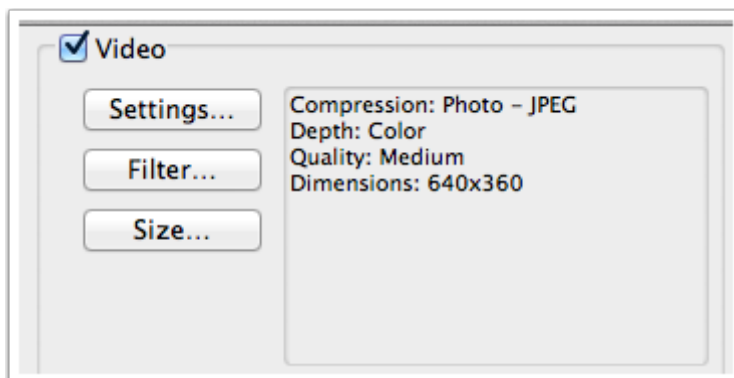 Video
Settings...
Filter...
Size...
Compression: Photo – JPEG
Depth: Color
Quality: Medium
Dimensions: 640x360